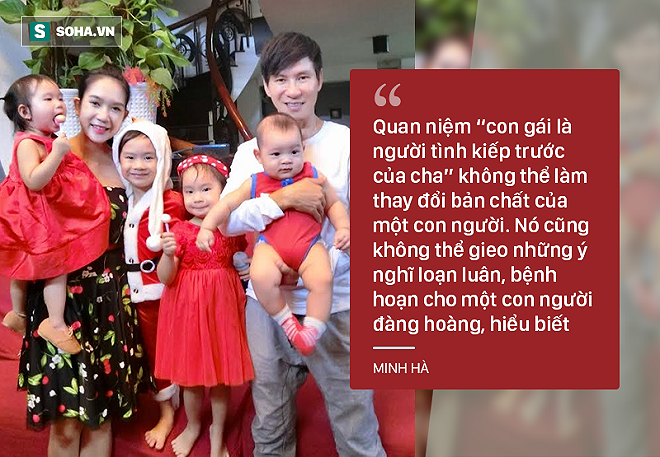 S SOHA.VN
“
Quan niệm “con gái là
người tình kiếp trước
của cha” không thể làm
thay đổi bản chất của
một con người. Nó cũng
không thể gieo những ý
nghĩ loạn luân, bệnh
hoạn cho một con người
đàng hoàng, hiểu biết
MINH HÀ